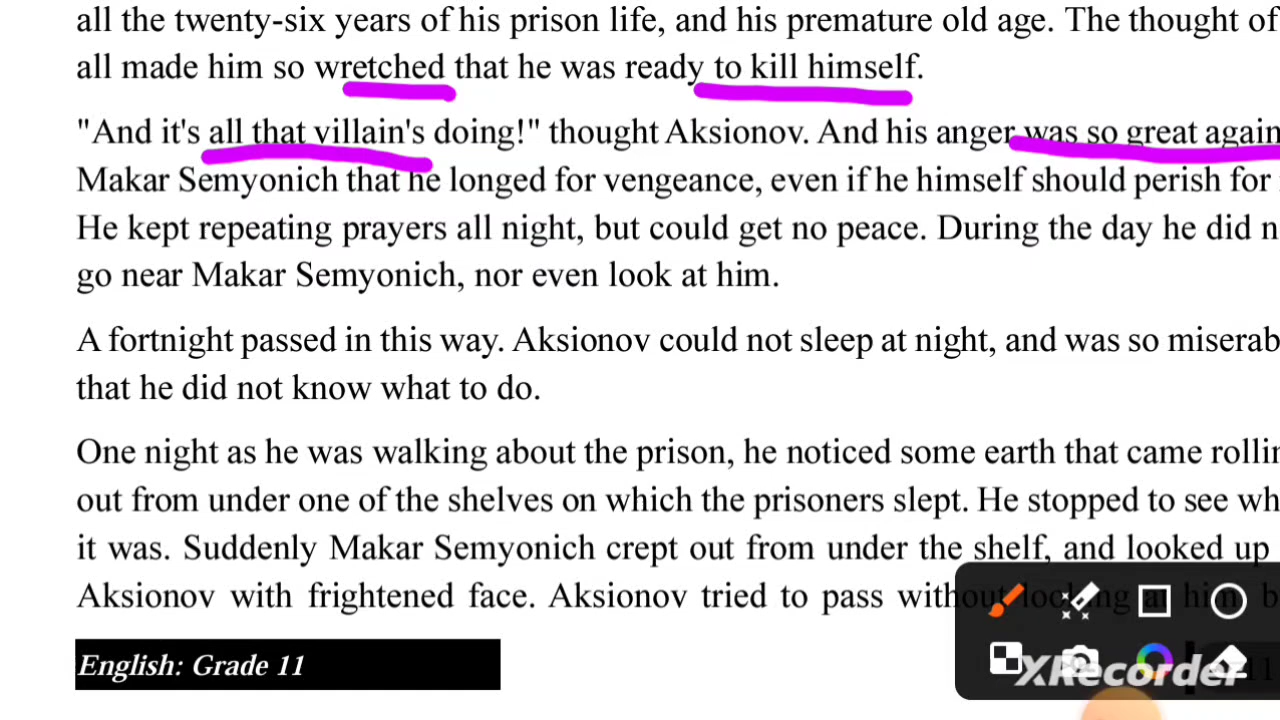 all the twenty-six years of his prison life, and his premature old age. The thought of
all made him so wretched that he was ready to kill himself.
"And it's all that villain's doing!" thought Aksionov. And his anger was so great again
Makar Semyonich that he longed for vengeance, even if he himself should perish for
He kept repeating prayers all night, but could get no peace. During the day he did n
go near Makar Semyonich, nor even look at him.
A fortnight passed in this way. Aksionov could not sleep at night, and was so miserab
that he did not know what to do.
One night as he was walking about the prison, he noticed some earth that came rollin
out from under one of the shelves on which the prisoners slept. He stopped to see wh
it was. Suddenly Makar Semyonich crept out from under the shelf, and looked up
Aksionov with frightened face. Aksionov tried to pass without looking at him, b
English: Grade 11
XRecorder